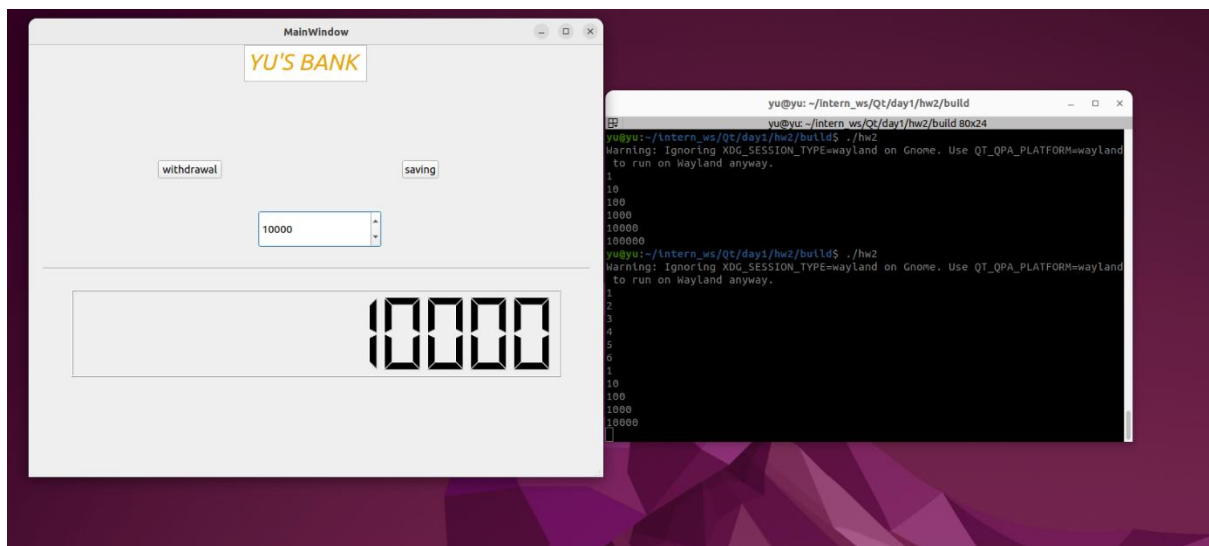 MainWindow
YU'S BANK
withdrawal
saving
10000
10000
yu@yu: ~/intern_ws/Qt/day1/hw2/build
yu@yu: ~/intern_ws/Qt/day1/hw2/build 80x24
yu@yu:~/intern_ws/Qt/day1/hw2/build$ ./hw2
Warning: Ignoring XDG_SESSION_TYPE=wayland on Gnome. Use QT_QPA_PLATFORM=wayland
to run on Wayland anyway.
1
10
100
1000
10000
100000
yu@yu:~/intern_ws/Qt/day1/hw2/build$ ./hw2
Warning: Ignoring XDG_SESSION_TYPE=wayland on Gnome. Use QT_QPA_PLATFORM=wayland
to run on Wayland anyway.
1
2
3
4
5
6
1
10
100
1000
10000